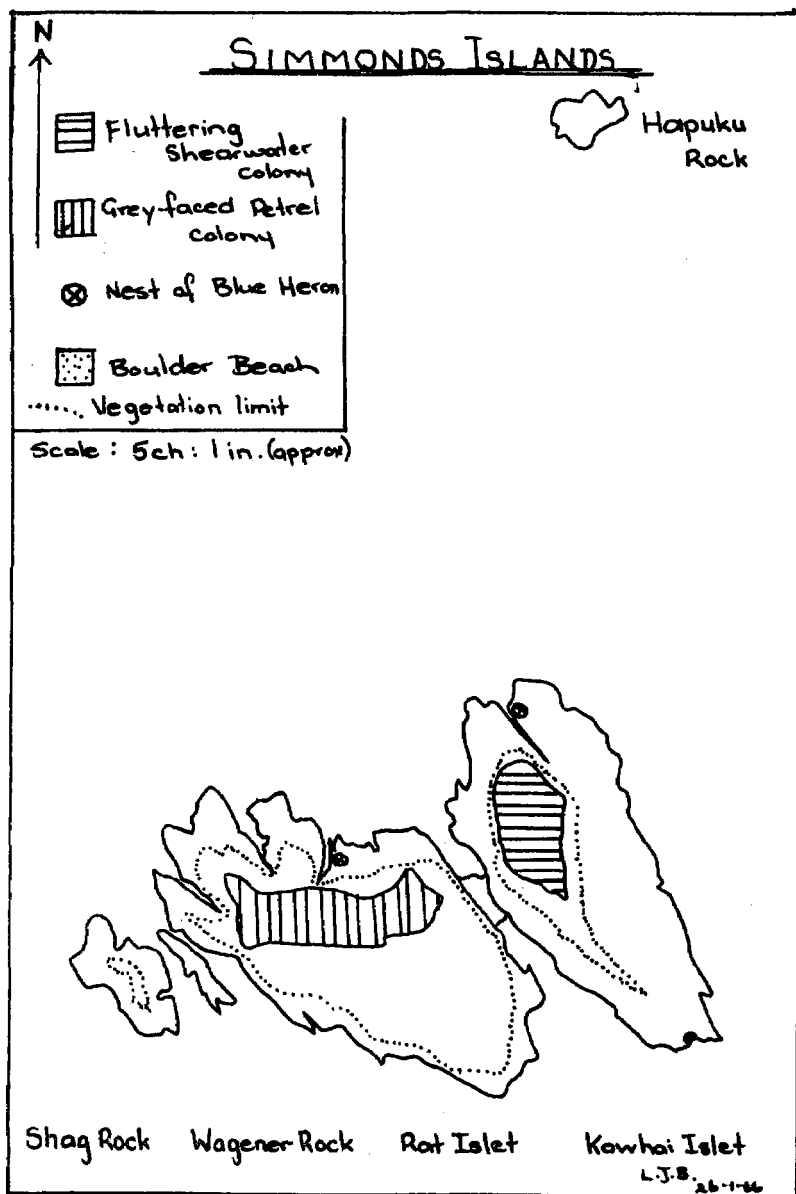 N
SIMMONDS ISLANDS
Fluttering
Shearwater
Colony
Grey-faced Petrel
Colony
Nest of Blue Heron
Boulder Beach
Vegetation limit
Scale : 5ch : 1 in. (approx)
Hapuku
Rock
Shag Rock Wagener Rock Rat Islet Kowhai Islet
L.J.B.
26-1-66